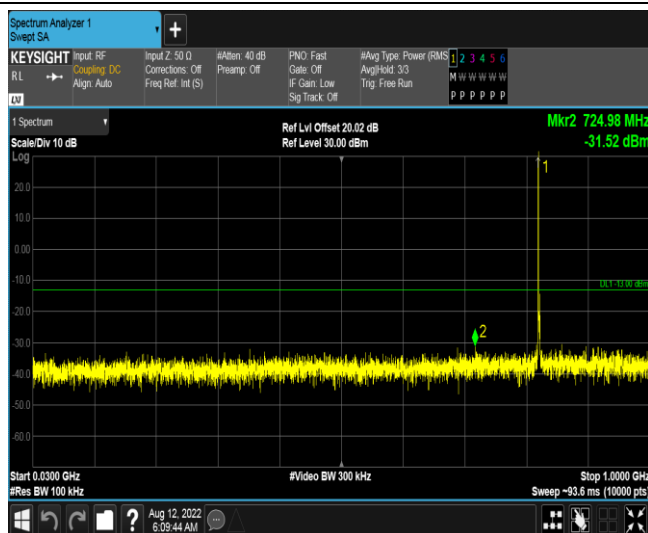 Spectrum Analyzer 1
Swept SA
KEYSIGHT
RL
LXI
Input: RF
Coupling: DC
Align: Auto
Input Z: 50 Ω
Corrections: Off
Freq Ref: Int (S)
#Atten: 40 dB
Preamp: Off
PNO: Fast
Gate: Off
IF Gain: Low
Sig Track: Off
#Avg Type: Power (RMS
Avg|Hold: 3/3
Trig: Free Run
1 2 3 4 5 6
M W W W W W
P P P P P P
1 Spectrum
Scale/Div 10 dB
Ref Lvl Offset 20.02 dB
Ref Level 30.00 dBm
Mkr2 724.98 MHz
-31.52 dBm
Log
1
20.0
10.0
0.00
-10.0
DL1 -13.00 dBm
-20.0
2
-30.0
-40.0
-50.0
-60.0
Start 0.0300 GHz
#Res BW 100 kHz
#Video BW 300 kHz
Stop 1.0000 GHz
Sweep ~93.6 ms (10000 pts)
?
Aug 12, 2022
6:09:44 AM